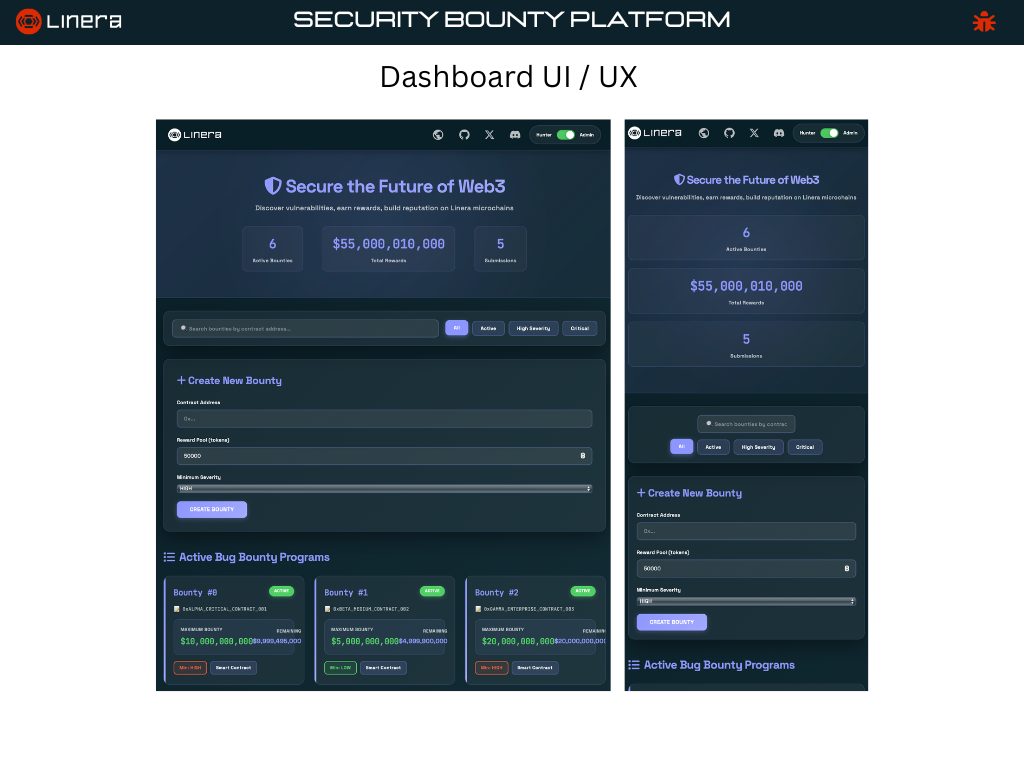 Linera
SECURITY BOUNTY PLATFORM
Dashboard UI / UX
Linera
Hunter
Admin
Secure the Future of Web3
Discover vulnerabilities, earn rewards, build reputation on Linera microchains
6
Active Bounties
$55,000,010,000
Total Rewards
5
Submissions
Search bounties by contract address...
All
Active
High Severity
Critical
Create New Bounty
Contract Address
0x...
Reward Pool (tokens)
50000
Minimum Severity
HIGH
CREATE BOUNTY
Active Bug Bounty Programs
Bounty #0
ACTIVE
0xALPHA_CRITICAL_CONTRACT_001
MAXIMUM BOUNTY
REMAINING
$10,000,000,000
$9,999,495,000
Min: HIGH
Smart Contract
Bounty #1
ACTIVE
0xBETA_MEDIUM_CONTRACT_002
MAXIMUM BOUNTY
REMAINING
$5,000,000,000
$4,999,900,000
Min: LOW
Smart Contract
Bounty #2
ACTIVE
0xGAMMA_ENTERPRISE_CONTRACT_003
MAXIMUM BOUNTY
REMAININ
$20,000,000,000
Min: HIGH
Smart Contract
Linera
Hunter
Admin
Secure the Future of Web3
Discover vulnerabilities, earn rewards, build reputation on Linera microchains
6
Active Bounties
$55,000,010,000
Total Rewards
5
Submissions
Search bounties by contrac
All
Active
High Severity
Critical
Create New Bounty
Contract Address
0x...
Reward Pool (tokens)
50000
Minimum Severity
HIGH
CREATE BOUNTY
Active Bug Bounty Programs